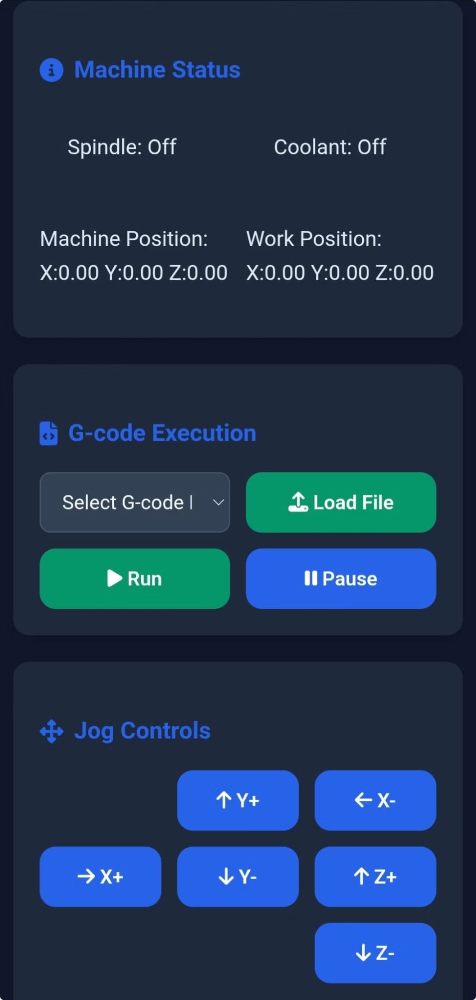 Machine Status
Spindle: Off
Coolant: Off
Machine Position:
X:0.00 Y:0.00 Z:0.00
Work Position:
X:0.00 Y:0.00 Z:0.00
G-code Execution
Select G-code
Load File
Run
Pause
Jog Controls
Y+
X-
X+
Y-
Z+
Z-